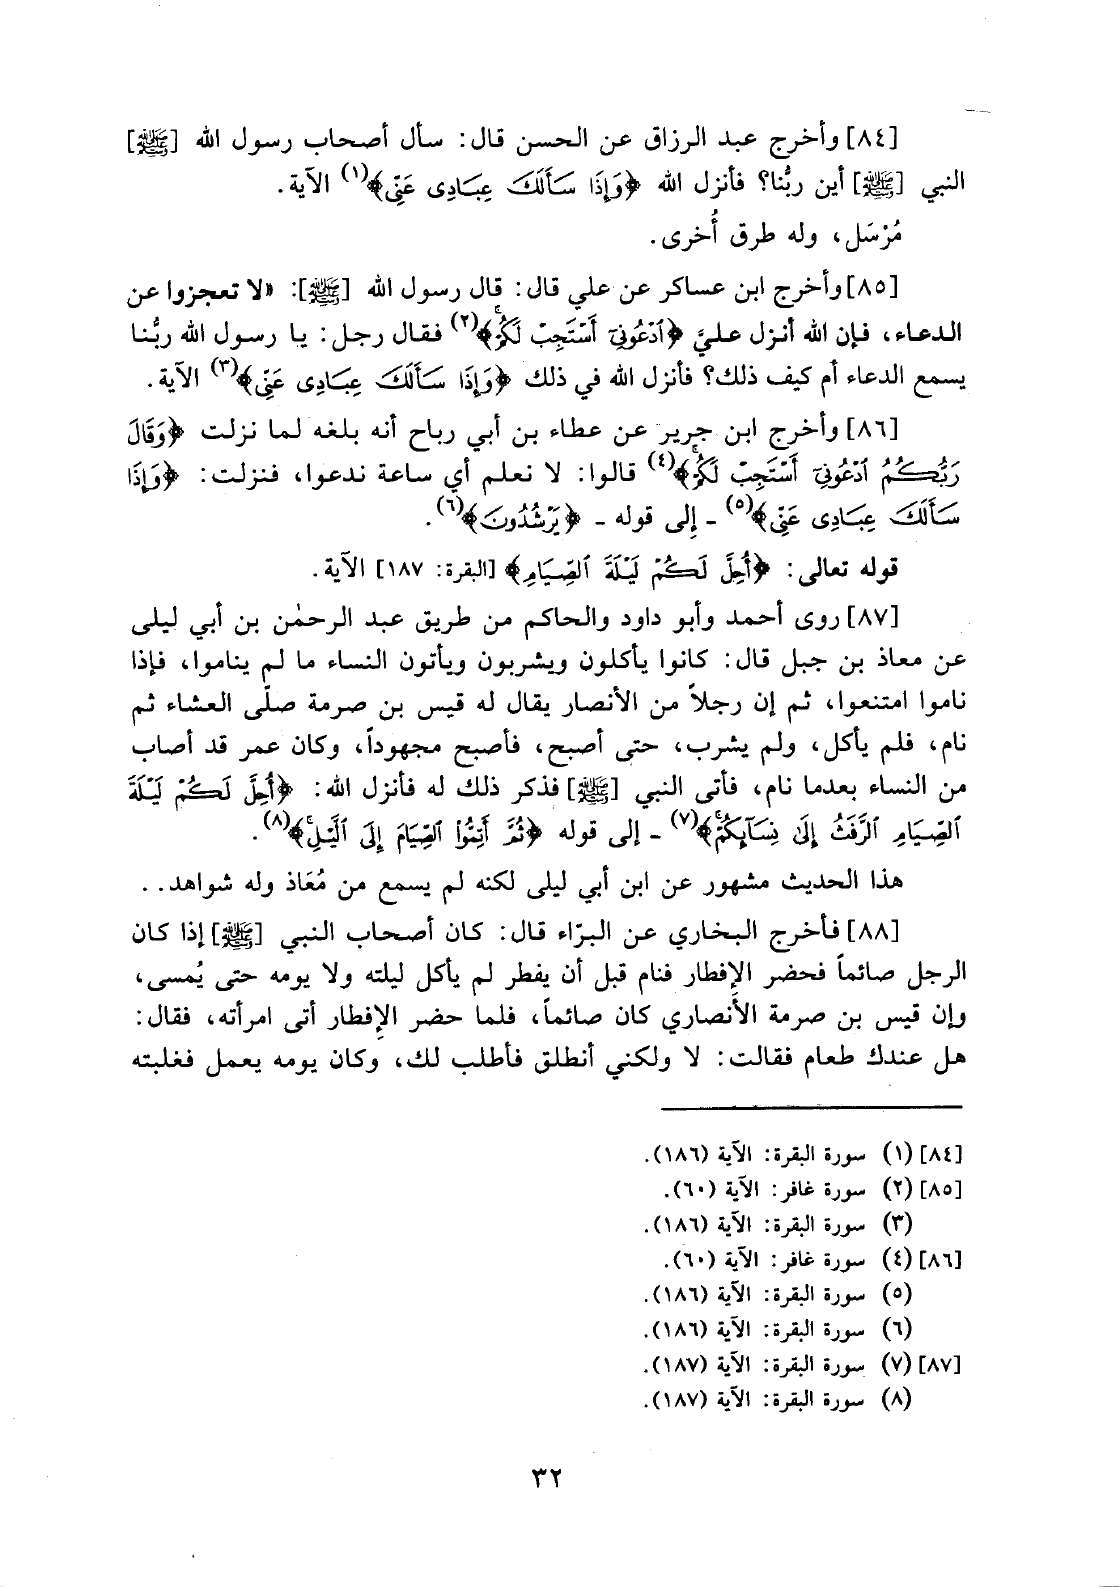 [٨٤] وأخرج عبد الرزاق عن الحسن قال: سأل أصحاب رسول الله [ﷺ]
النبي [ﷺ] أين ربُّنا؟ فأنزل الله ﴿وَإِذَا سَأَلَكَ عِبَادِى عَنِّى﴾(١) الآية.
مُرْسَل، وله طرق أُخرى.
[٨٥] وأخرج ابن عساكر عن علي قال: قال رسول الله [ﷺ]: «لا تعجزوا عن
الدعاء، فإن الله أنزل عليَّ ﴿ٱدْعُونِىٓ أَسْتَجِبْ لَكُمْ﴾(٢) فقال رجل: يا رسول الله ربُّنا
يسمع الدعاء أم كيف ذلك؟ فأنزل الله في ذلك ﴿وَإِذَا سَأَلَكَ عِبَادِى عَنِّى﴾(٣) الآية.
[٨٦] وأخرج ابن جرير عن عطاء بن أبي رباح أنه بلغه لما نزلت ﴿وَقَالَ
رَبُّكُمُ ٱدْعُونِىٓ أَسْتَجِبْ لَكُمْ﴾(٤) قالوا: لا نعلم أي ساعة ندعوا، فنزلت: ﴿وَإِذَا
سَأَلَكَ عِبَادِى عَنِّى﴾(٥) - إلى قوله - ﴿يَرْشُدُونَ﴾(٦).
قوله تعالى: ﴿أُحِلَّ لَكُمْ لَيْلَةَ ٱلصِّيَامِ﴾ [البقرة: ١٨٧] الآية.
[٨٧] روى أحمد وأبو داود والحاكم من طريق عبد الرحمٰن بن أبي ليلى
عن معاذ بن جبل قال: كانوا يأكلون ويشربون ويأتون النساء ما لم يناموا، فإذا
ناموا امتنعوا، ثم إن رجلاً من الأنصار يقال له قيس بن صرمة صلّى العشاء ثم
نام، فلم يأكل، ولم يشرب، حتى أصبح، فأصبح مجهوداً، وكان عمر قد أصاب
من النساء بعدما نام، فأتى النبي [ﷺ] فذكر ذلك له فأنزل الله: ﴿أُحِلَّ لَكُمْ لَيْلَةَ
ٱلصِّيَامِ ٱلرَّفَثُ إِلَىٰ نِسَآئِكُمْ﴾(٧) - إلى قوله ﴿ثُمَّ أَتِمُّوا۟ ٱلصِّيَامَ إِلَى ٱلَّيْلِ﴾(٨).
هذا الحديث مشهور عن ابن أبي ليلى لكنه لم يسمع من مُعَاذ وله شواهد..
[٨٨] فأخرج البخاري عن البرّاء قال: كان أصحاب النبي [ﷺ] إذا كان
الرجل صائماً فحضر الإفطار فنام قبل أن يفطر لم يأكل ليلته ولا يومه حتى يُمسى،
وإن قيس بن صرمة الأنصاري كان صائماً، فلما حضر الإفطار أتى امرأته، فقال:
هل عندك طعام فقالت: لا ولكني أنطلق فأطلب لك، وكان يومه يعمل فغلبته
[٨٤] (١) سورة البقرة: الآية (١٨٦).
[٨٥] (٢) سورة غافر: الآية (٦٠).
(٣) سورة البقرة: الآية (١٨٦).
[٨٦] (٤) سورة غافر: الآية (٦٠).
(٥) سورة البقرة: الآية (١٨٦).
(٦) سورة البقرة: الآية (١٨٦).
[٨٧] (٧) سورة البقرة: الآية (١٨٧).
(٨) سورة البقرة: الآية (١٨٧).
٣٢